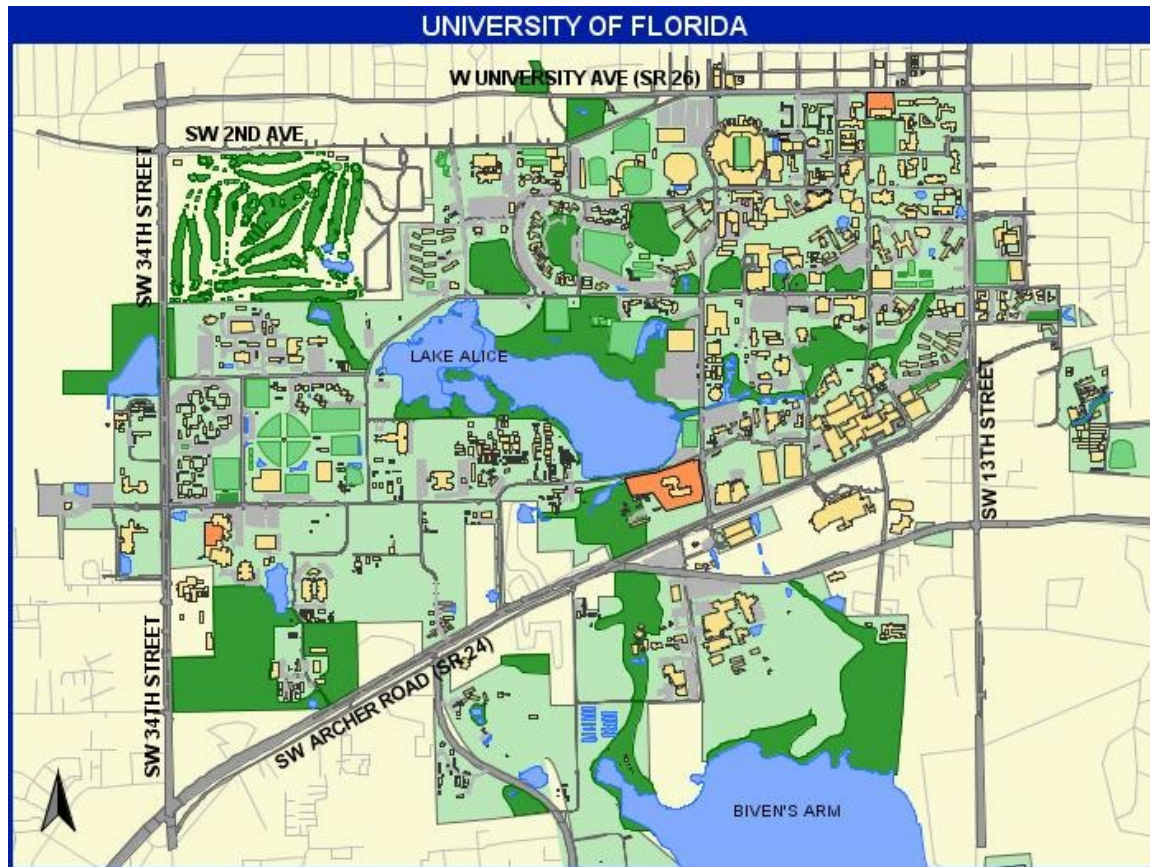 UNIVERSITY OF FLORIDA
W UNIVERSITY AVE (SR 26)
SW 2ND AVE
SW 34TH STREET
LAKE ALICE
SW 13TH STREET
SW 34TH STREET
SW ARCHER ROAD (SR 24)
BIVEN'S ARM